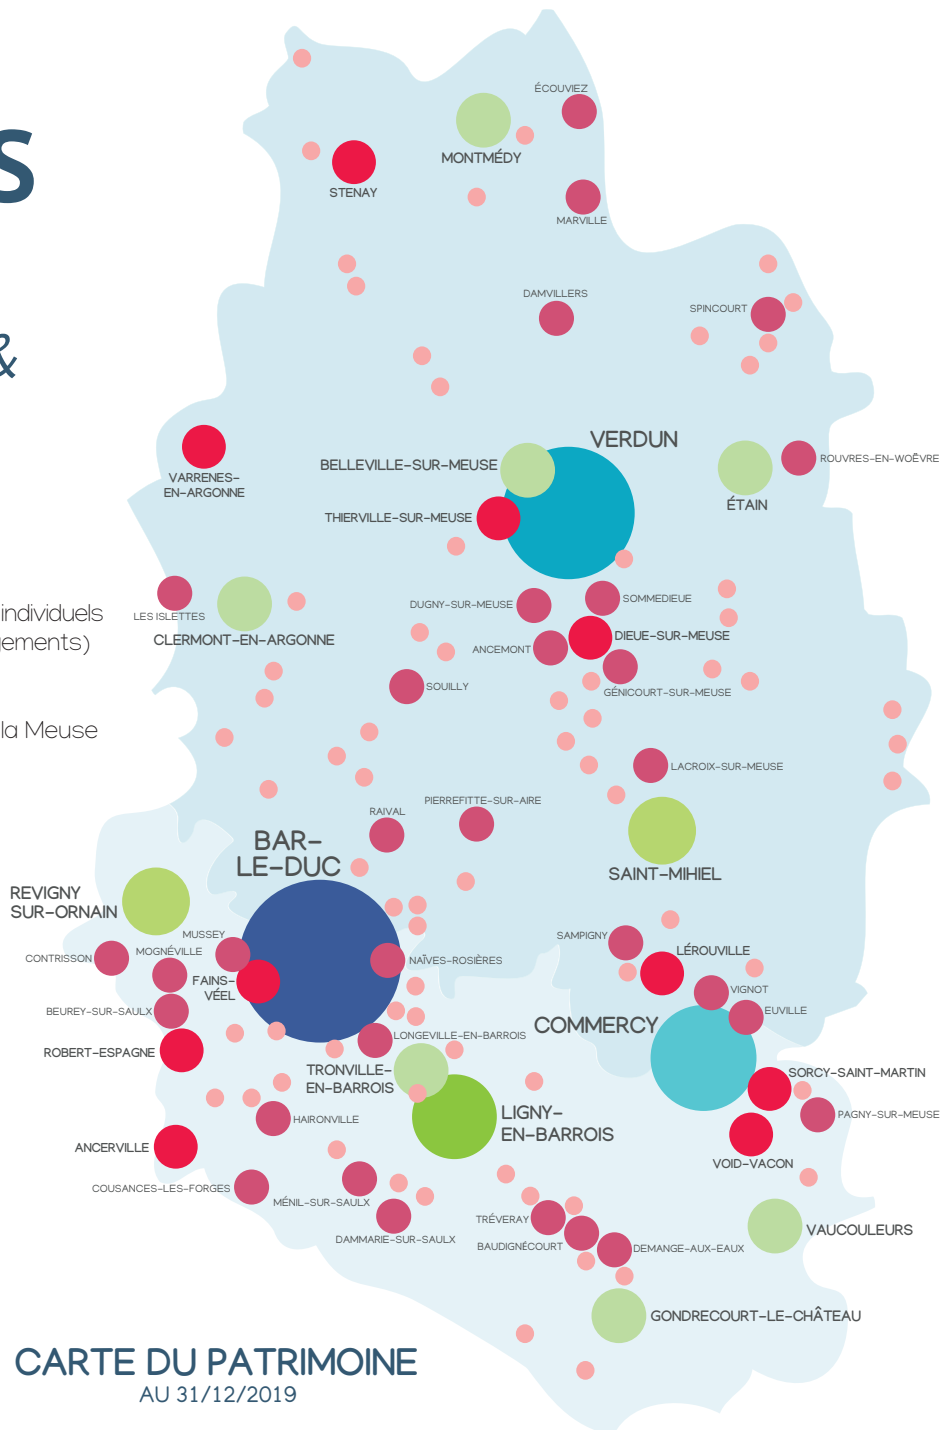 S
&
individuels
gements)
la Meuse
ÉCOUVIEZ
MONTMÉDY
STENAY
MARVILLE
DAMVILLERS
SPINCOURT
VERDUN
BELLEVILLE-SUR-MEUSE
ROUVRES-EN-WOËVRE
VARRENES-
EN-ARGONNE
ÉTAIN
THIERVILLE-SUR-MEUSE
LES ISLETTES
CLERMONT-EN-ARGONNE
DUGNY-SUR-MEUSE
SOMMEDIEUE
DIEUE-SUR-MEUSE
ANCEMONT
SOUILLY
GÉNICOURT-SUR-MEUSE
LACROIX-SUR-MEUSE
PIERREFITTE-SUR-AIRE
RAIVAL
BAR-
LE-DUC
SAINT-MIHIEL
REVIGNY
SUR-ORNAIN
MUSSEY
SAMPIGNY
MOGNÉVILLE
LÉROUVILLE
CONTRISSON
NAÏVES-ROSIÈRES
FAINS-
VÉEL
VIGNOT
BEUREY-SUR-SAULX
EUVILLE
COMMERCY
LONGEVILLE-EN-BARROIS
ROBERT-ESPAGNE
TRONVILLE-
EN-BARROIS
SORCY-SAINT-MARTIN
LIGNY-
EN-BARROIS
PAGNY-SUR-MEUSE
HAIRONVILLE
ANCERVILLE
VOID-VACON
COUSANCES-LES-FORGES
MÉNIL-SUR-SAULX
TRÉVERAY
VAUCOULEURS
DAMMARIE-SUR-SAULX
BAUDIGNÉCOURT
DEMANGE-AUX-EAUX
GONDRECOURT-LE-CHÂTEAU
CARTE DU PATRIMOINE
AU 31/12/2019